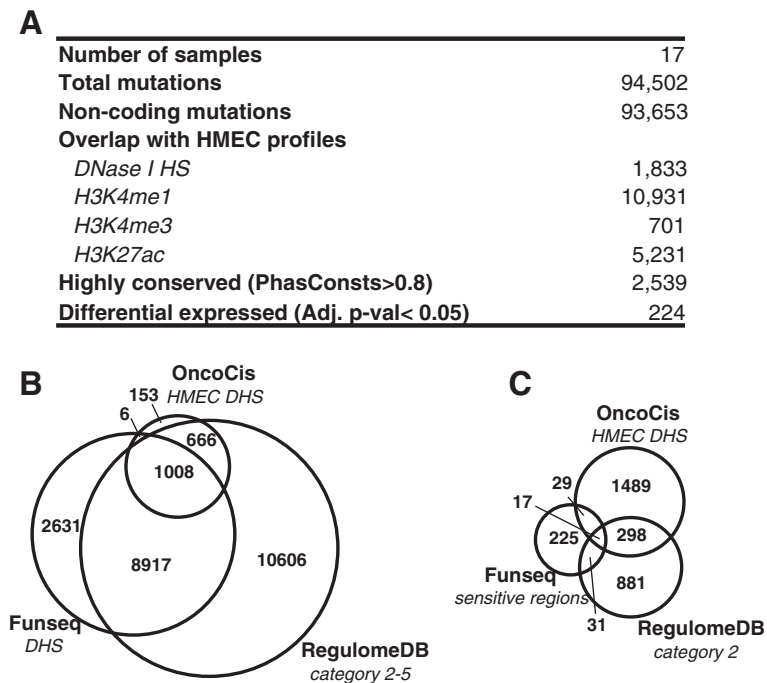 A
Number of samples 17
Total mutations 94,502
Non-coding mutations 93,653
Overlap with HMEC profiles
DNase I HS 1,833
H3K4me1 10,931
H3K4me3 701
H3K27ac 5,231
Highly conserved (PhasConsts>0.8) 2,539
Differential expressed (Adj. p-val< 0.05) 224
B
OncoCis
HMEC DHS
153
6
666
1008
2631
8917
10606
Funseq
DHS
RegulomeDB
category 2-5
C
OncoCis
HMEC DHS
29
1489
17
225
298
Funseq
sensitive regions
881
31
RegulomeDB
category 2